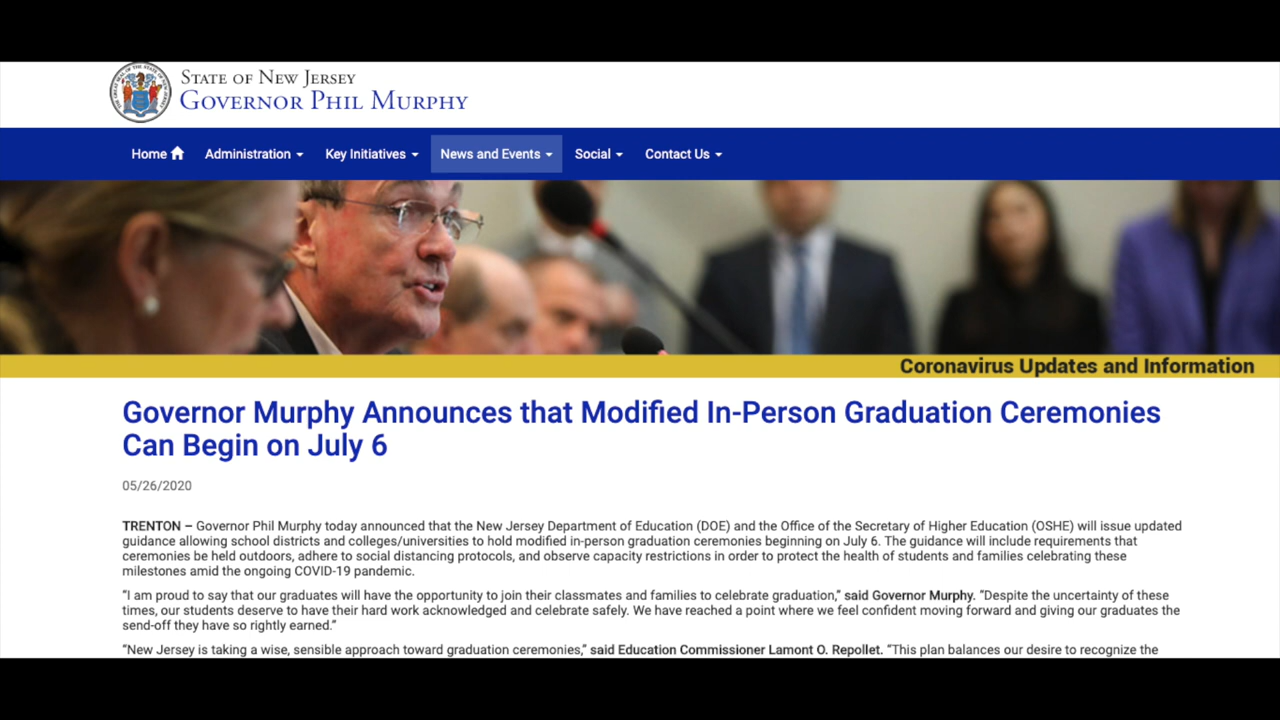 STATE OF NEW JERSEY
GOVERNOR PHIL MURPHY
Home Administration Key Initiatives News and Events Social Contact Us
Coronavirus Updates and Information
Governor Murphy Announces that Modified In-Person Graduation Ceremonies
Can Begin on July 6
05/26/2020
TRENTON – Governor Phil Murphy today announced that the New Jersey Department of Education (DOE) and the Office of the Secretary of Higher Education (OSHE) will issue updated
guidance allowing school districts and colleges/universities to hold modified in-person graduation ceremonies beginning on July 6. The guidance will include requirements that
ceremonies be held outdoors, adhere to social distancing protocols, and observe capacity restrictions in order to protect the health of students and families celebrating these
milestones amid the ongoing COVID-19 pandemic.
“I am proud to say that our graduates will have the opportunity to join their classmates and families to celebrate graduation,” said Governor Murphy. “Despite the uncertainty of these
times, our students deserve to have their hard work acknowledged and celebrate safely. We have reached a point where we feel confident moving forward and giving our graduates the
send-off they have so rightly earned.”
“New Jersey is taking a wise, sensible approach toward graduation ceremonies,” said Education Commissioner Lamont O. Repollet. “This plan balances our desire to recognize the